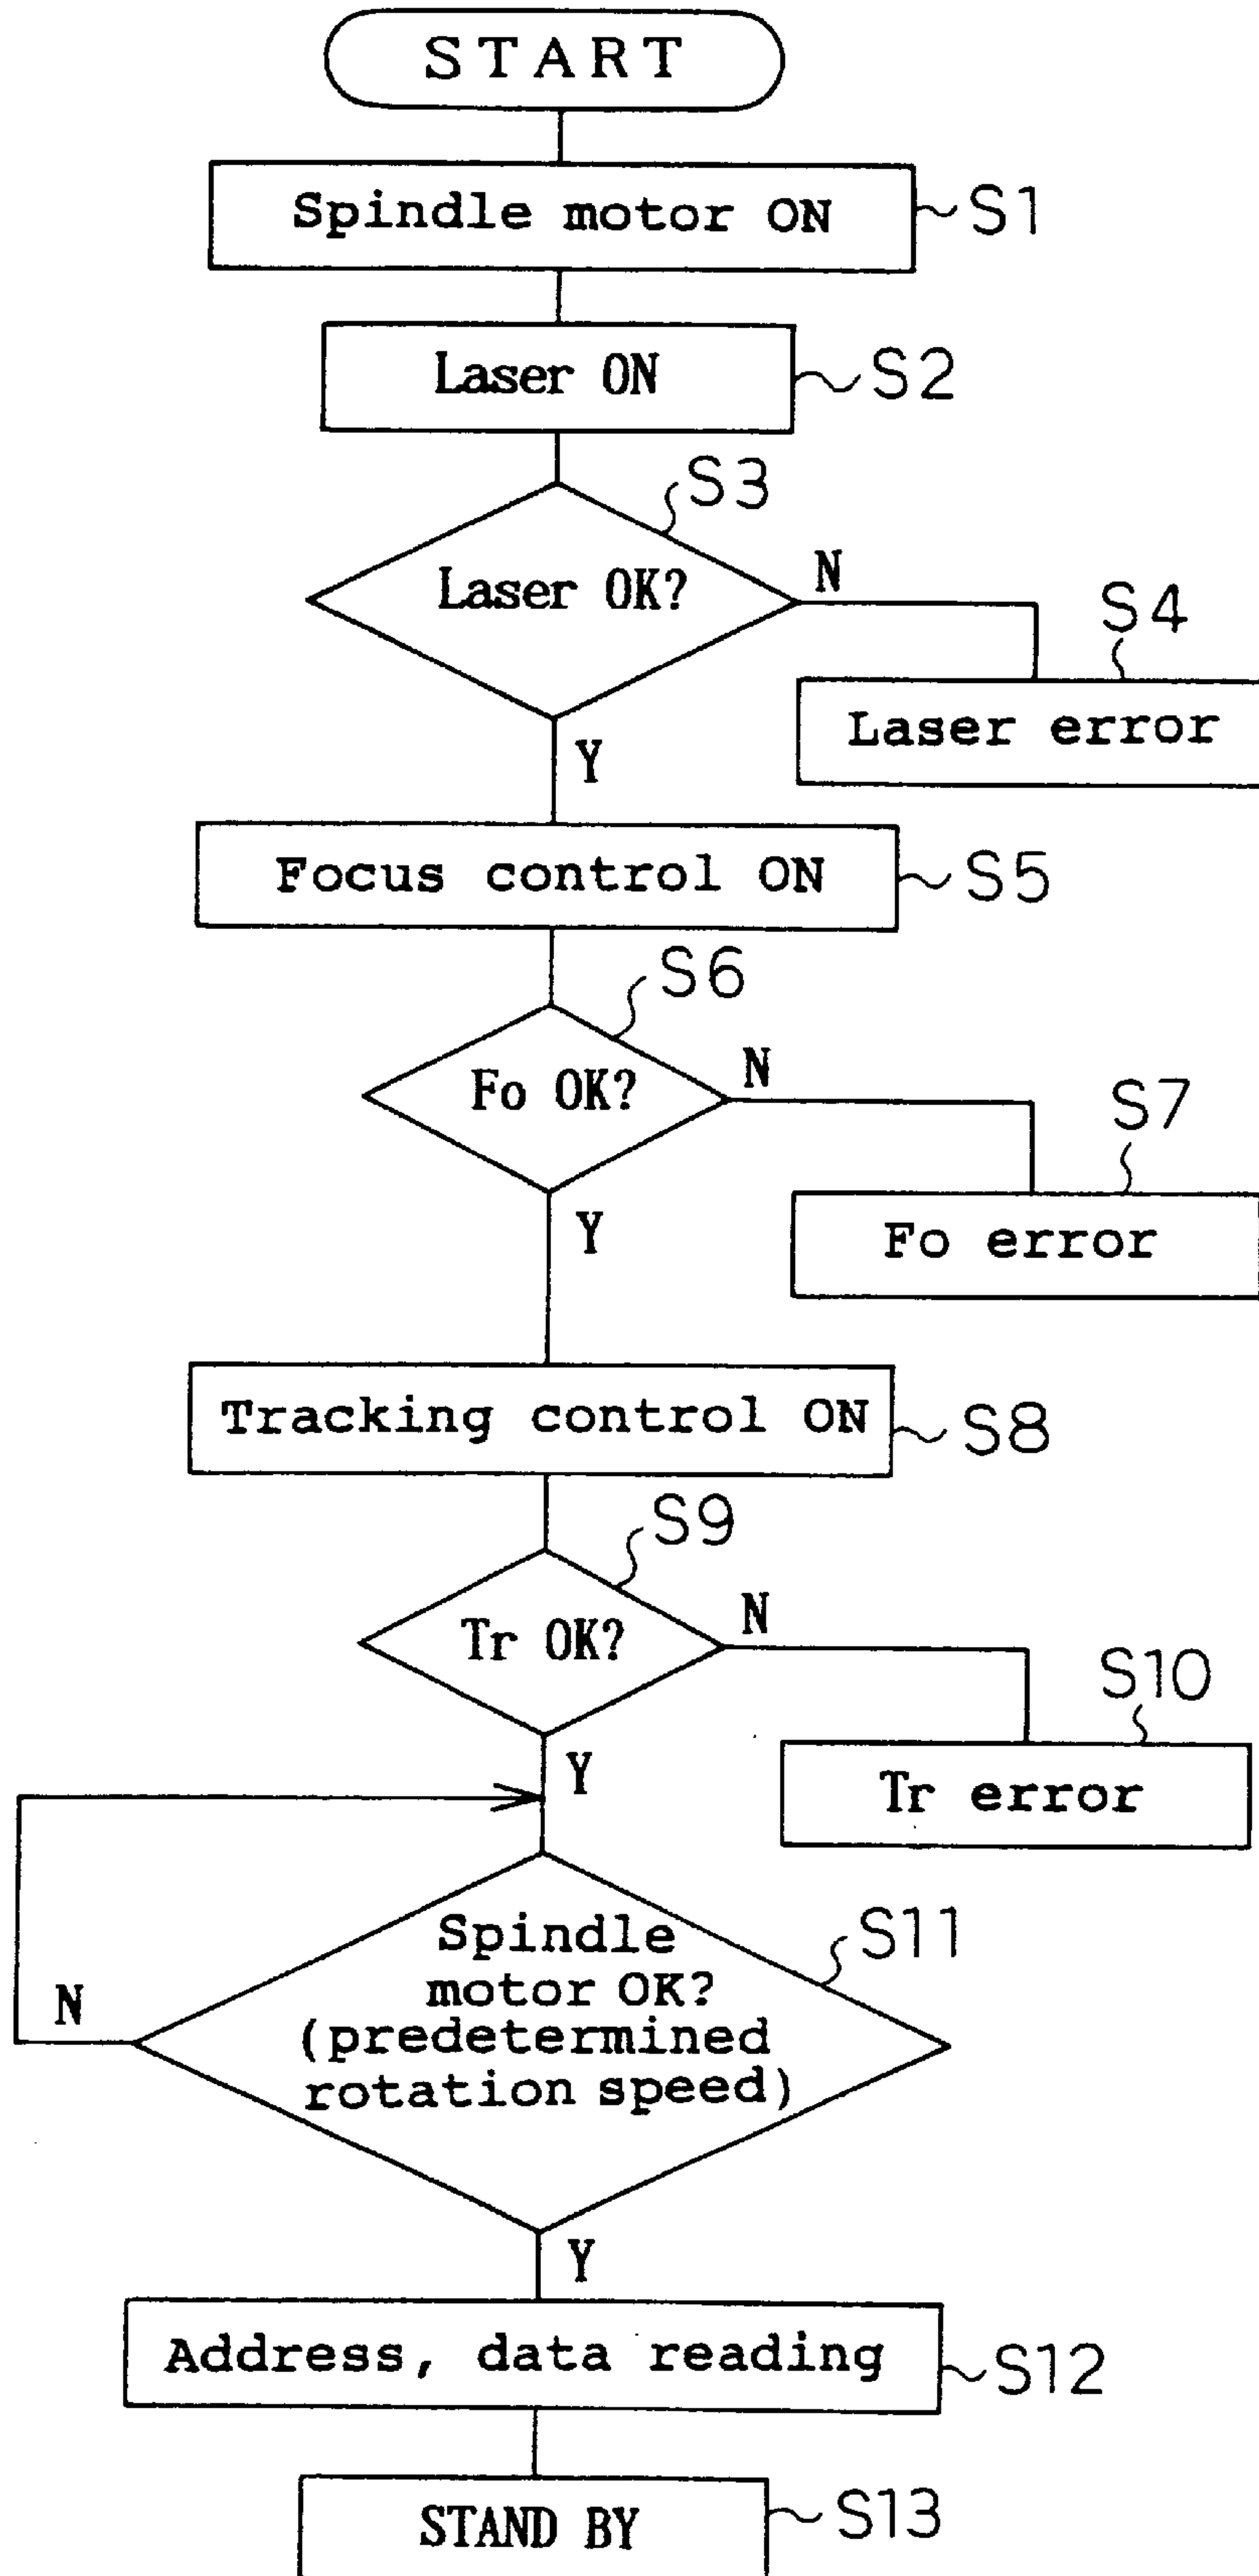 START
Spindle motor ON
S1
Laser ON
S2
S3
Laser OK?
N
S4
Laser error
Y
Focus control ON
S5
S6
Fo OK?
N
S7
Fo error
Y
Tracking control ON
S8
S9
Tr OK?
N
S10
Tr error
Y
Spindle
motor OK?
(predetermined
rotation speed)
S11
N
Y
Address, data reading
S12
STAND BY
S13